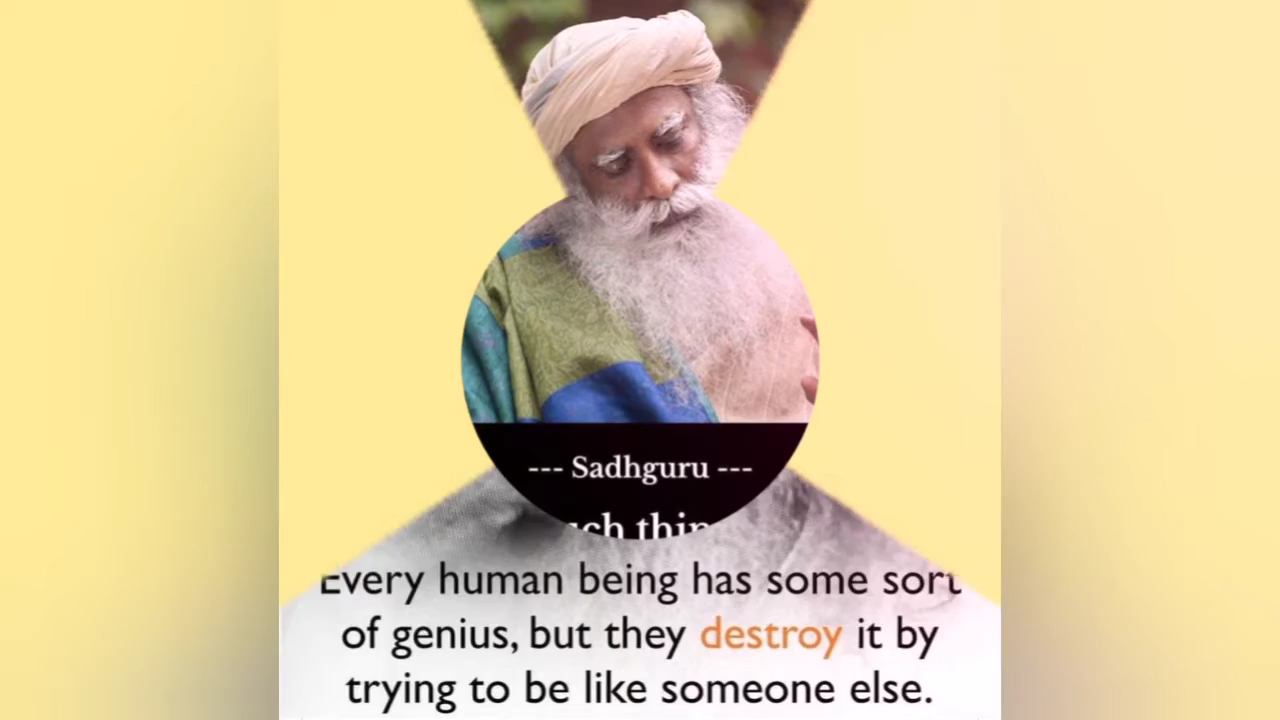 --- Sadhguru ---
Every human being has some sort
of genius, but they destroy it by
trying to be like someone else.